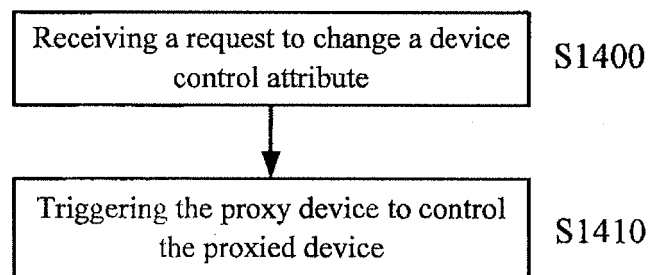 Receiving a request to change a device
control attribute
S1400
Triggering the proxy device to control
the proxied device
S1410